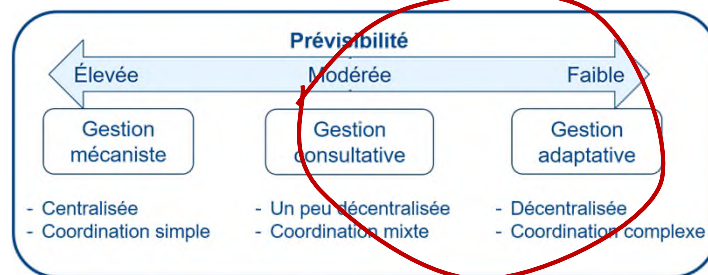 Prévisibilité
Élevée Modérée Faible
Gestion mécaniste
Gestion consultative
Gestion adaptative
- Centralisée
- Coordination simple
- Un peu décentralisée
- Coordination mixte
- Décentralisée
- Coordination complexe